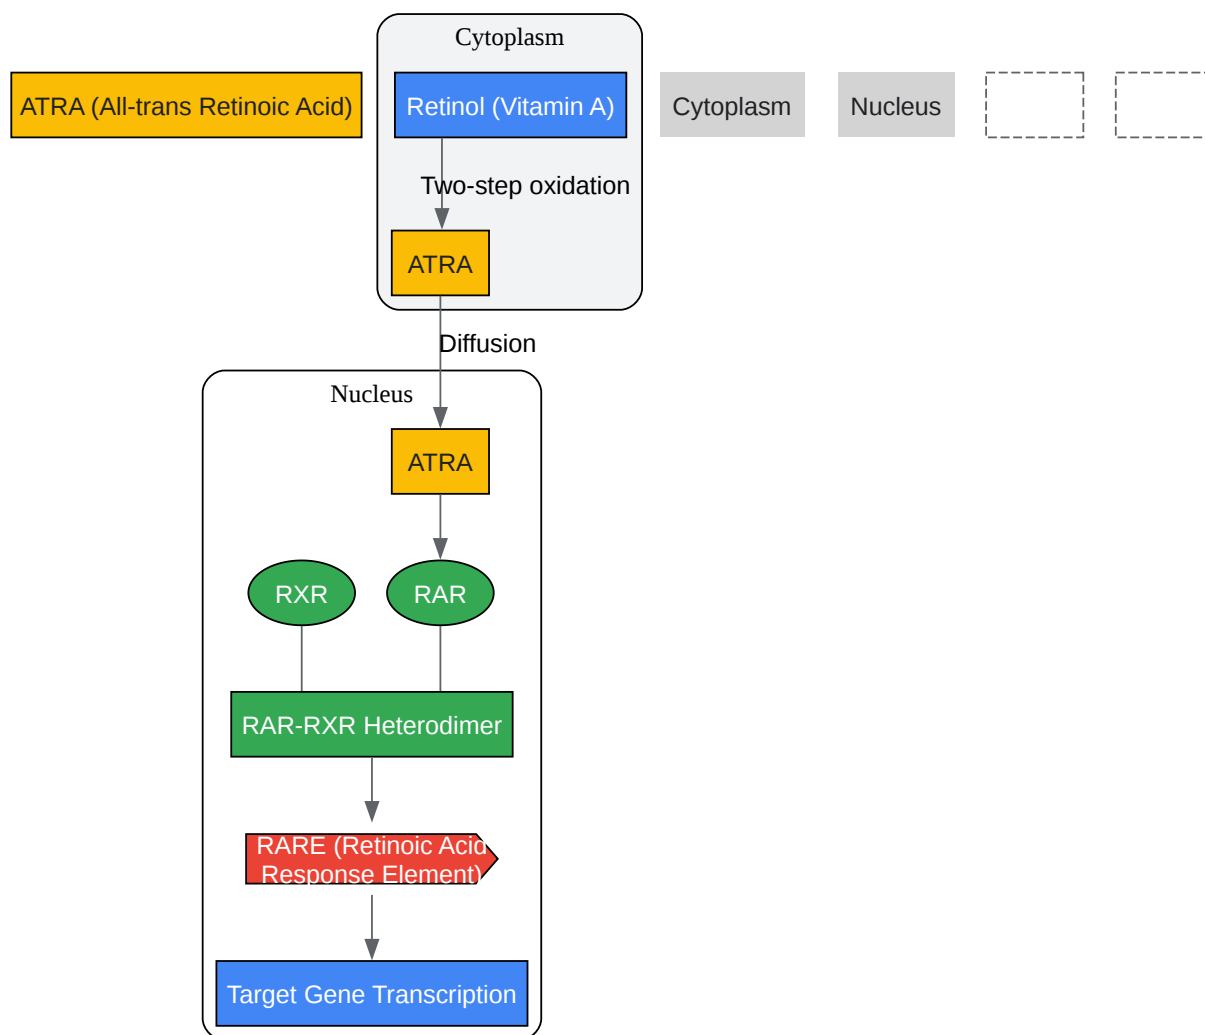 Cytoplasm
ATRA (All-trans Retinoic Acid)
Retinol (Vitamin A)
Cytoplasm
Nucleus
Two-step oxidation
ATRA
Diffusion
Nucleus
ATRA
RXR
RAR
RAR-RXR Heterodimer
RARE (Retinoic Acid
Response Element)
Target Gene Transcription